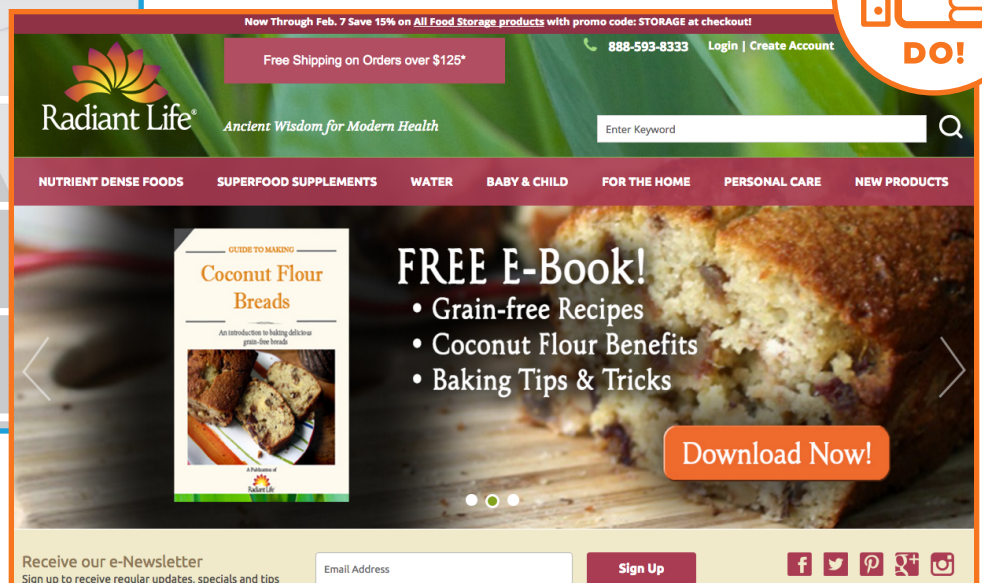 DO!
Now Through Feb. 7 Save 15% on All Food Storage products with promo code: STORAGE at checkout!
Free Shipping on Orders over $125*
888-593-8333 Login | Create Account
Radiant Life®
Ancient Wisdom for Modern Health
Enter Keyword
NUTRIENT DENSE FOODS SUPERFOOD SUPPLEMENTS WATER BABY & CHILD FOR THE HOME PERSONAL CARE NEW PRODUCTS
GUIDE TO MAKING
Coconut Flour
Breads
An introduction to baking delicious
grain-free breads
A Publication of
Radiant Life
FREE E-Book!
• Grain-free Recipes
• Coconut Flour Benefits
• Baking Tips & Tricks
Download Now!
Receive our e-Newsletter
Sign up to receive regular updates, specials and tips
Email Address
Sign Up